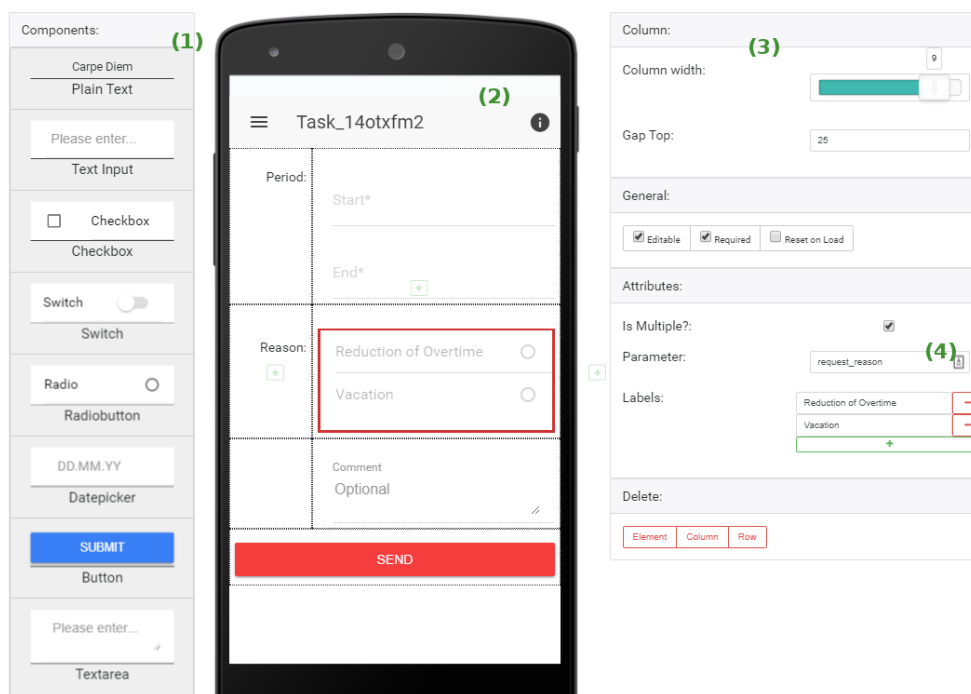 Components:
(1)
Carpe Diem
Plain Text
Please enter...
Text Input
Checkbox
Checkbox
Switch
Switch
Radio
Radiobutton
DD.MM.YY
Datepicker
SUBMIT
Button
Please enter...
Textarea
(2)
Task_14otxfm2
Period:
Start*
End*
Reason:
Reduction of Overtime
Vacation
Comment
Optional
SEND
Column:
(3)
9
Column width:
Gap Top:
25
General:
Editable
Required
Reset on Load
Attributes:
Is Multiple?:
(4)
Parameter:
request_reason
Labels:
Reduction of Overtime
Vacation
+
Delete:
Element
Column
Row